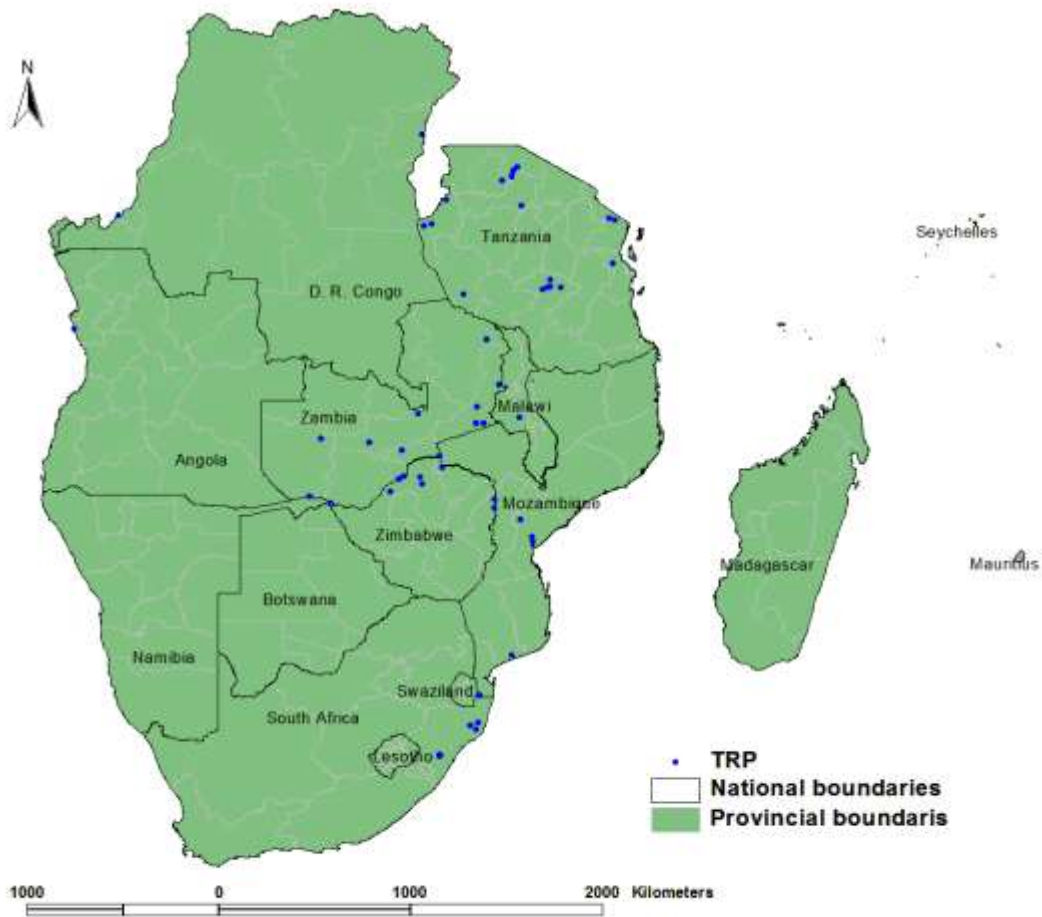 N
Seychelles
Tanzania
D. R. Congo
Malawi
Zambia
Angola
Mozambique
Zimbabwe
Mauritius
Madagascar
Botswana
Namibia
Swaziland
South Africa
Lesotho
TRP
National boundaries
Provincial boundaris
1000 0 1000 2000 Kilometers